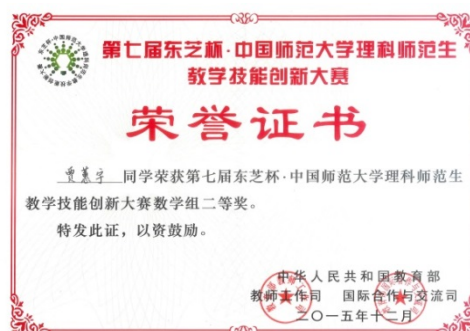 第七届东芝杯·中国师范大学理科师范生
教学技能创新大赛
荣誉证书
同学荣获第七届东芝杯·中国师范大学理科师范生
教学技能创新大赛数学组二等奖。
特发此证，以资鼓励。
中华人民共和国教育部
教师工作司 国际合作与交流司
二〇一五年十二月